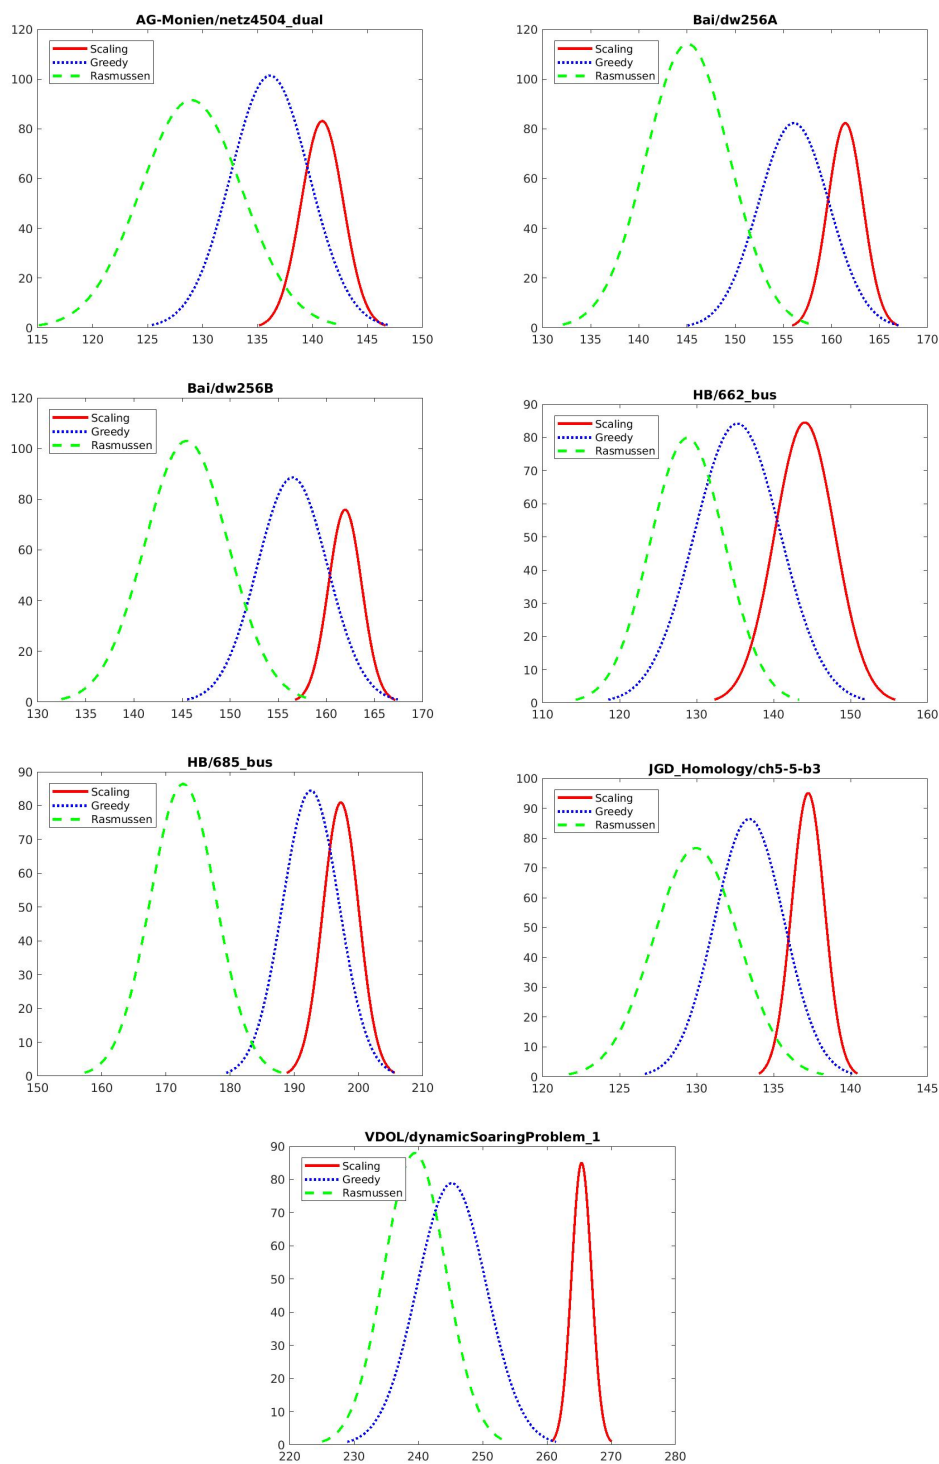 AG-Monien/netz4504_dual
120
100
80
60
40
20
0
115 120 125 130 135 140 145 150
Scaling
Greedy
Rasmussen
Bai/dw256A
120
100
80
60
40
20
0
130 135 140 145 150 155 160 165 170
Scaling
Greedy
Rasmussen
Bai/dw256B
120
100
80
60
40
20
0
130 135 140 145 150 155 160 165 170
Scaling
Greedy
Rasmussen
HB/662_bus
90
80
70
60
50
40
30
20
10
0
110 120 130 140 150 160
Scaling
Greedy
Rasmussen
HB/685_bus
90
80
70
60
50
40
30
20
10
0
150 160 170 180 190 200 210
Scaling
Greedy
Rasmussen
JGD_Homology/ch5-5-b3
100
90
80
70
60
50
40
30
20
10
0
120 125 130 135 140 145
Scaling
Greedy
Rasmussen
VDOL/dynamicSoaringProblem_1
90
80
70
60
50
40
30
20
10
0
220 230 240 250 260 270 280
Scaling
Greedy
Rasmussen